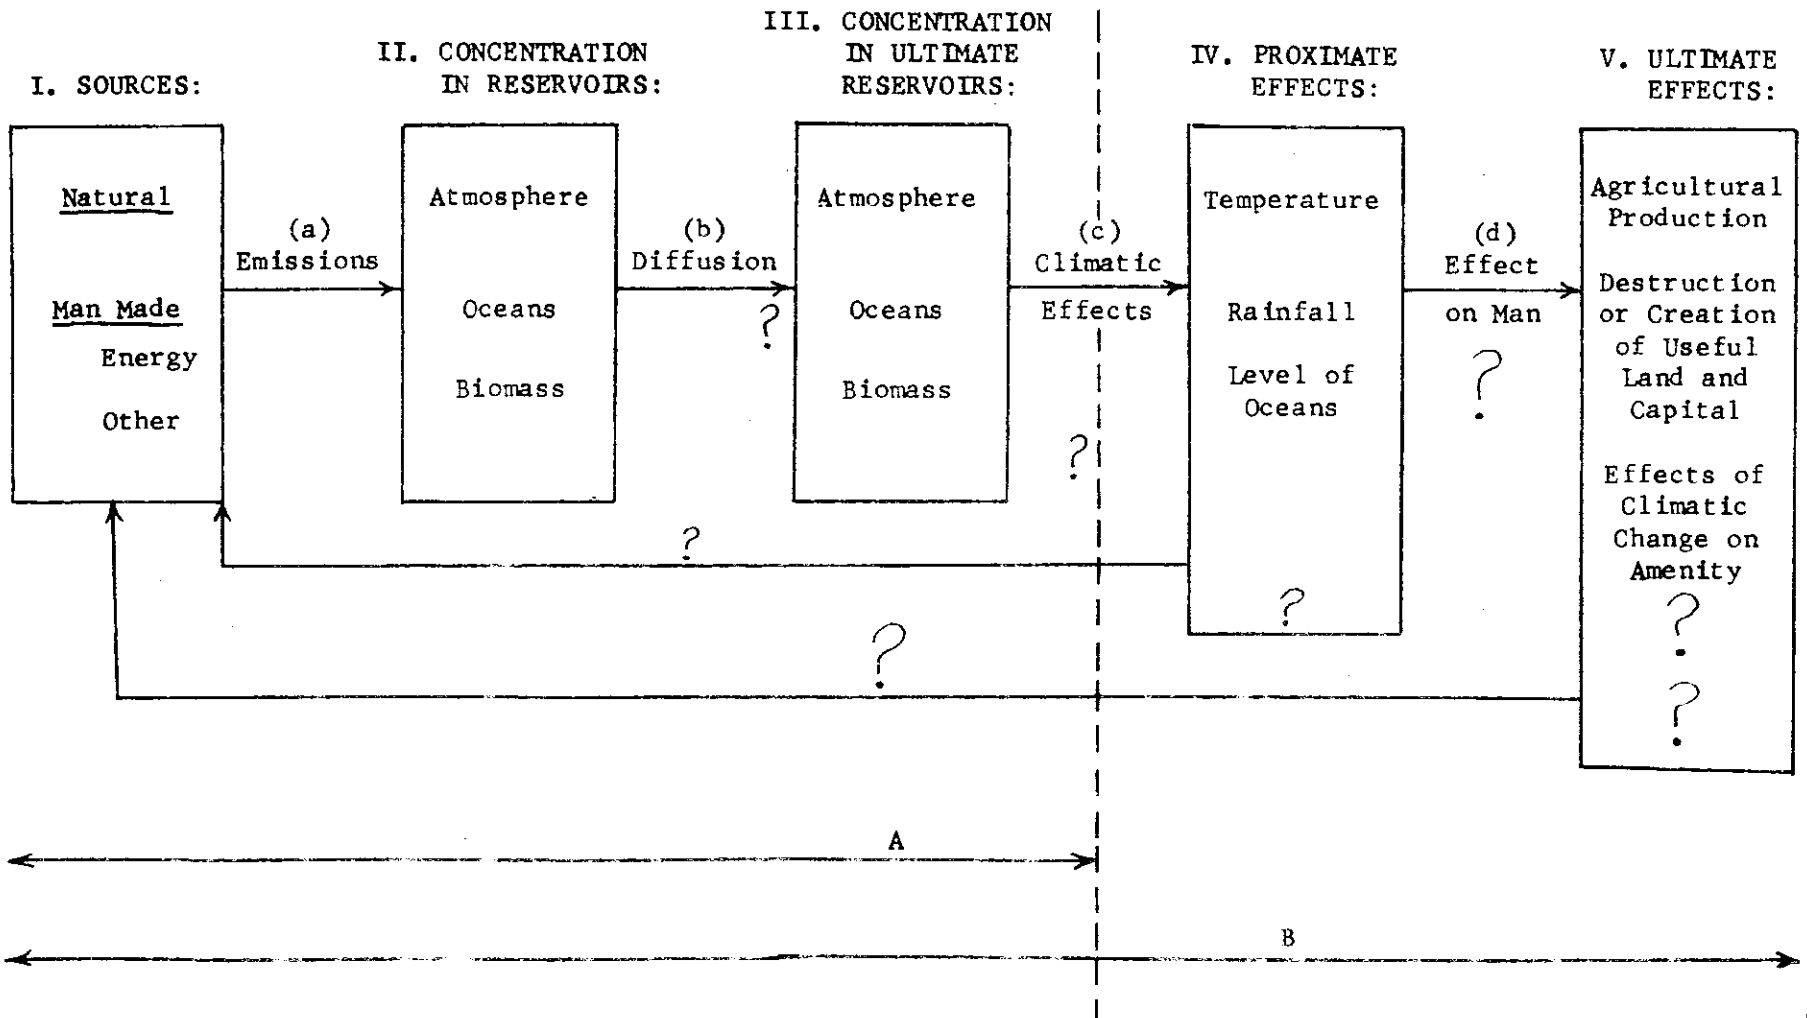 I. SOURCES:
Natural
Man Made
Energy
Other
(a)
Emissions
II. CONCENTRATION
IN RESERVOIRS:
Atmosphere
Oceans
Biomass
(b)
Diffusion
?
III. CONCENTRATION
IN ULTIMATE
RESERVOIRS:
Atmosphere
Oceans
Biomass
(c)
Climatic
Effects
?
IV. PROXIMATE
EFFECTS:
Temperature
Rainfall
Level of
Oceans
?
(d)
Effect
on Man
?
V. ULTIMATE
EFFECTS:
Agricultural
Production
Destruction
or Creation
of Useful
Land and
Capital
Effects of
Climatic
Change on
Amenity
?
?
?
?
A
B